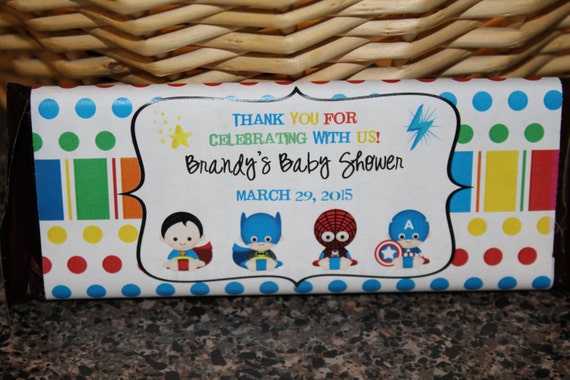 THANK YOU FOR
CELEBRATING WITH US!
Brandy's Baby Shower
MARCH 29, 2015
A